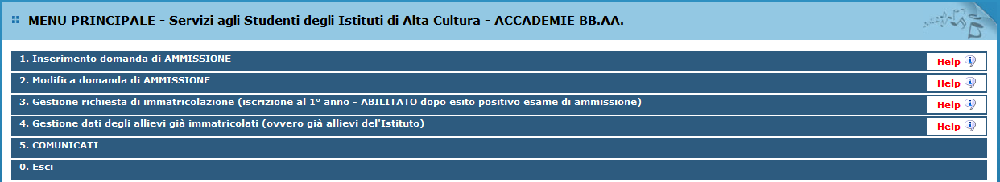 MENU PRINCIPALE - Servizi agli Studenti degli Istituti di Alta Cultura - ACCADEMIE BB.AA.
1. Inserimento domanda di AMMISSIONE Help
2. Modifica domanda di AMMISSIONE Help
3. Gestione richiesta di immatricolazione (iscrizione al 1° anno - ABILITATO dopo esito positivo esame di ammissione) Help
4. Gestione dati degli allievi già immatricolati (ovvero già allievi del'Istituto) Help
5. COMUNICATI
0. Esci